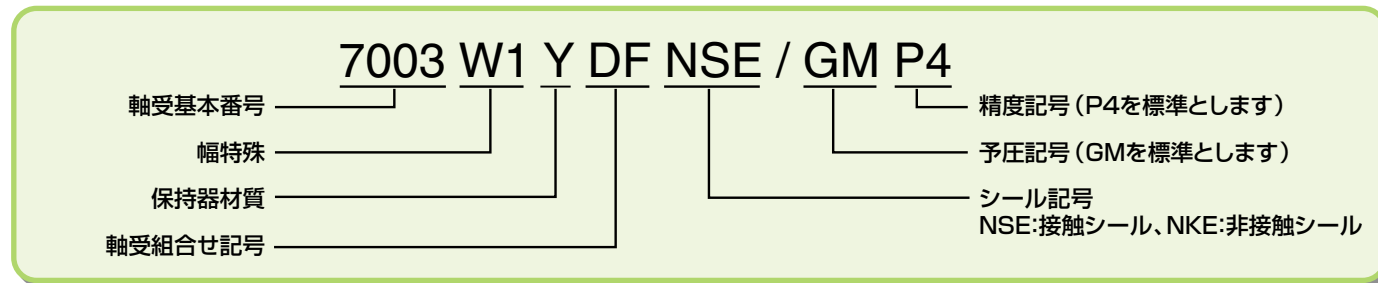 7003 W1 Y DF NSE / GM P4
軸受基本番号
幅特殊
保持器材質
軸受組合せ記号
精度記号（P4を標準とします）
予圧記号（GMを標準とします）
シール記号
NSE：接触シール、NKE：非接触シール